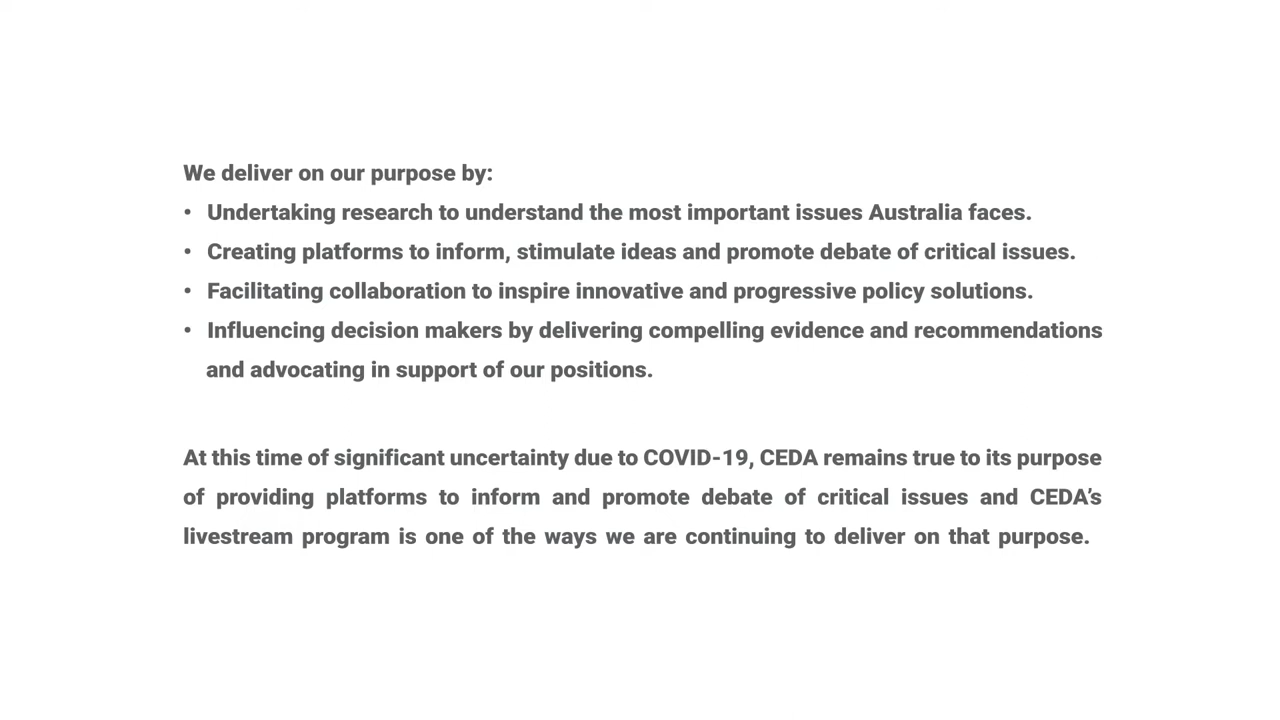 We deliver on our purpose by:
• Undertaking research to understand the most important issues Australia faces.
• Creating platforms to inform, stimulate ideas and promote debate of critical issues.
• Facilitating collaboration to inspire innovative and progressive policy solutions.
• Influencing decision makers by delivering compelling evidence and recommendations
and advocating in support of our positions.
At this time of significant uncertainty due to COVID-19, CEDA remains true to its purpose
of providing platforms to inform and promote debate of critical issues and CEDA’s
livestream program is one of the ways we are continuing to deliver on that purpose.